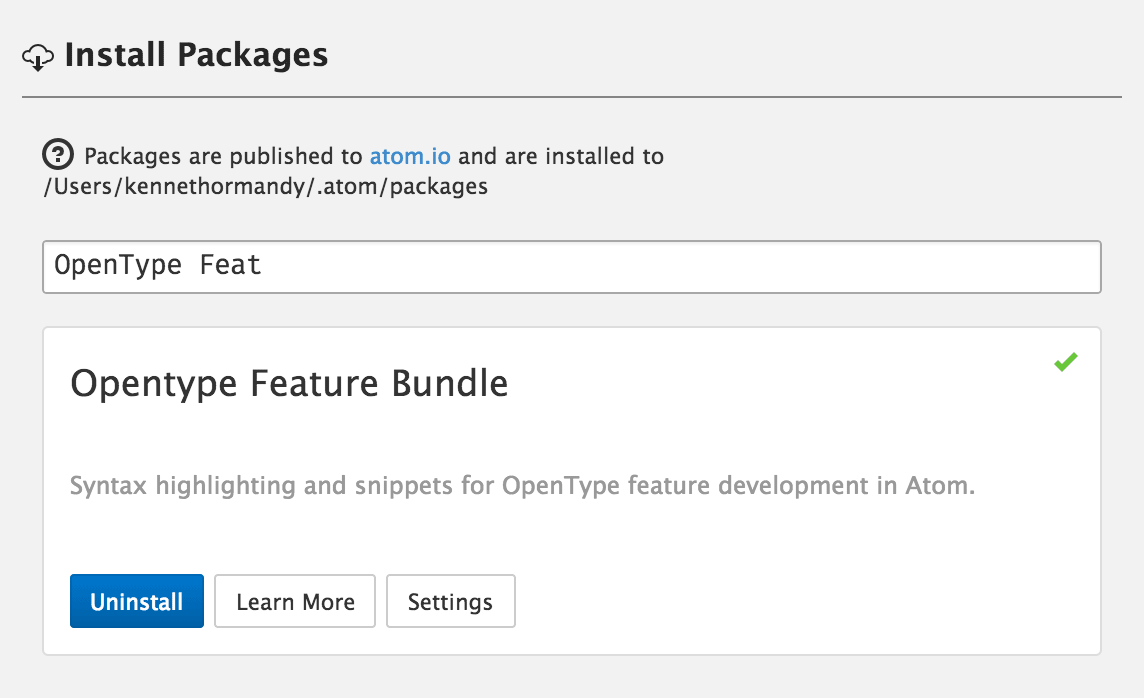 Install Packages
Packages are published to atom.io and are installed to
/Users/kennethormandy/.atom/packages
OpenType Feat
Opentype Feature Bundle
Syntax highlighting and snippets for OpenType feature development in Atom.
Uninstall Learn More Settings